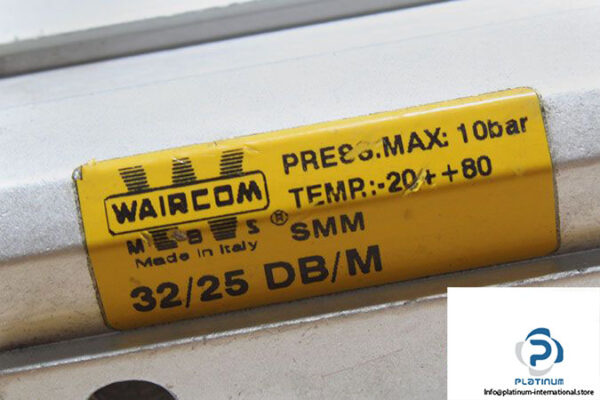 WAIRCOM
M B S ®
Made in Italy
32/25 DB/M
PRESS.MAX: 10bar
TEMP.:-20++80
SMM
PLATINUM
Info@platinum-international.store